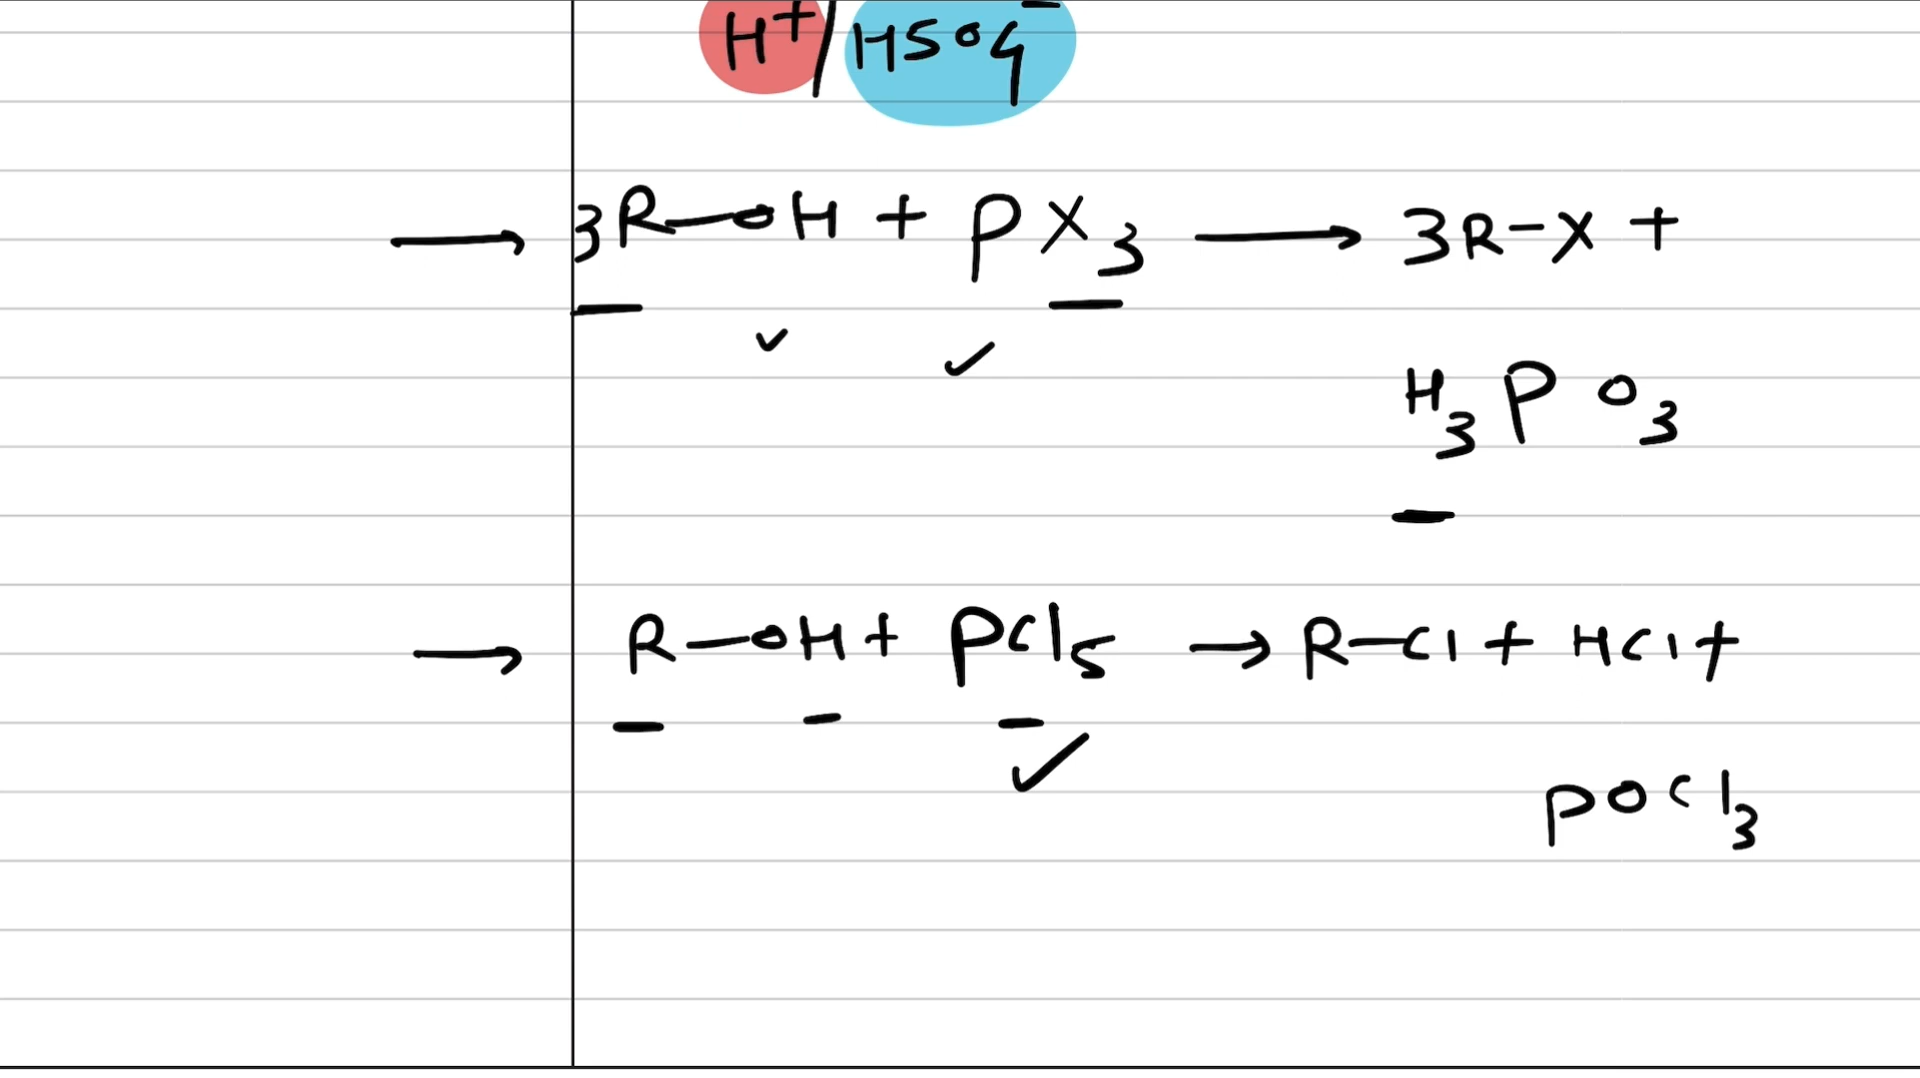 H⁺/HSO₄⁻
→ 3R—OH + PX₃ → 3R-X +
H₃PO₃
→ R—OH + PCl₅ → R-Cl + HCl +
POCl₃